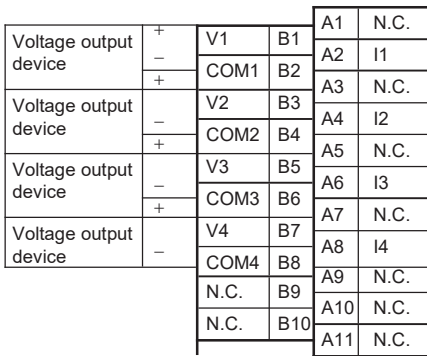 A1 N.C.
Voltage output + V1 B1
device − A2 I1
+ COM1 B2 A3 N.C.
Voltage output V2 B3
device − A4 I2
+ COM2 B4 A5 N.C.
Voltage output V3 B5
device − A6 I3
+ COM3 B6 A7 N.C.
Voltage output V4 B7
device − A8 I4
COM4 B8 A9 N.C.
N.C. B9
A10 N.C.
N.C. B10
A11 N.C.